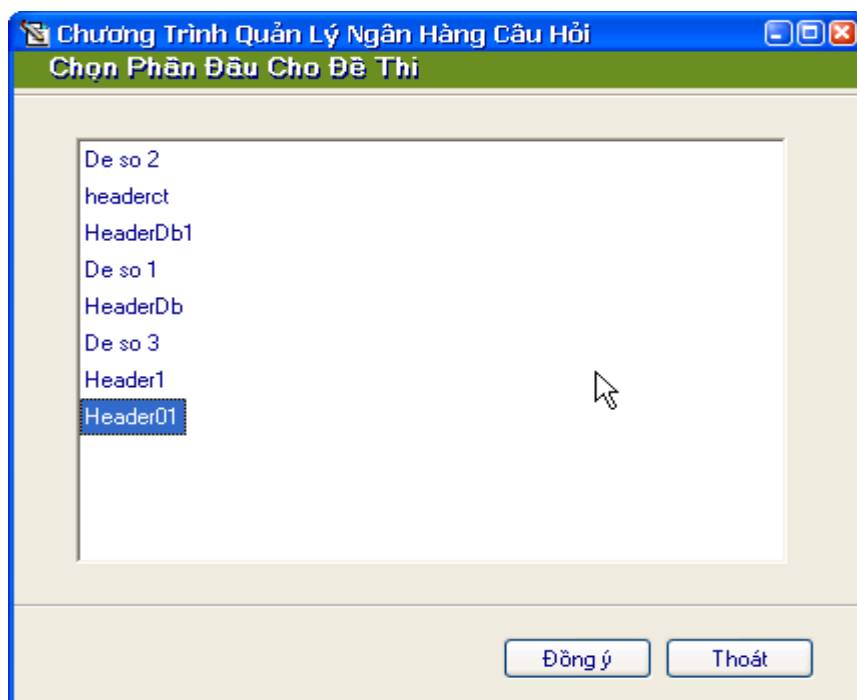 Chương Trình Quản Lý Ngân Hàng Câu Hỏi
Chọn Phần Đầu Cho Đề Thi
De so 2
headerct
HeaderDb1
De so 1
HeaderDb
De so 3
Header1
Header01
Đồng ý
Thoát